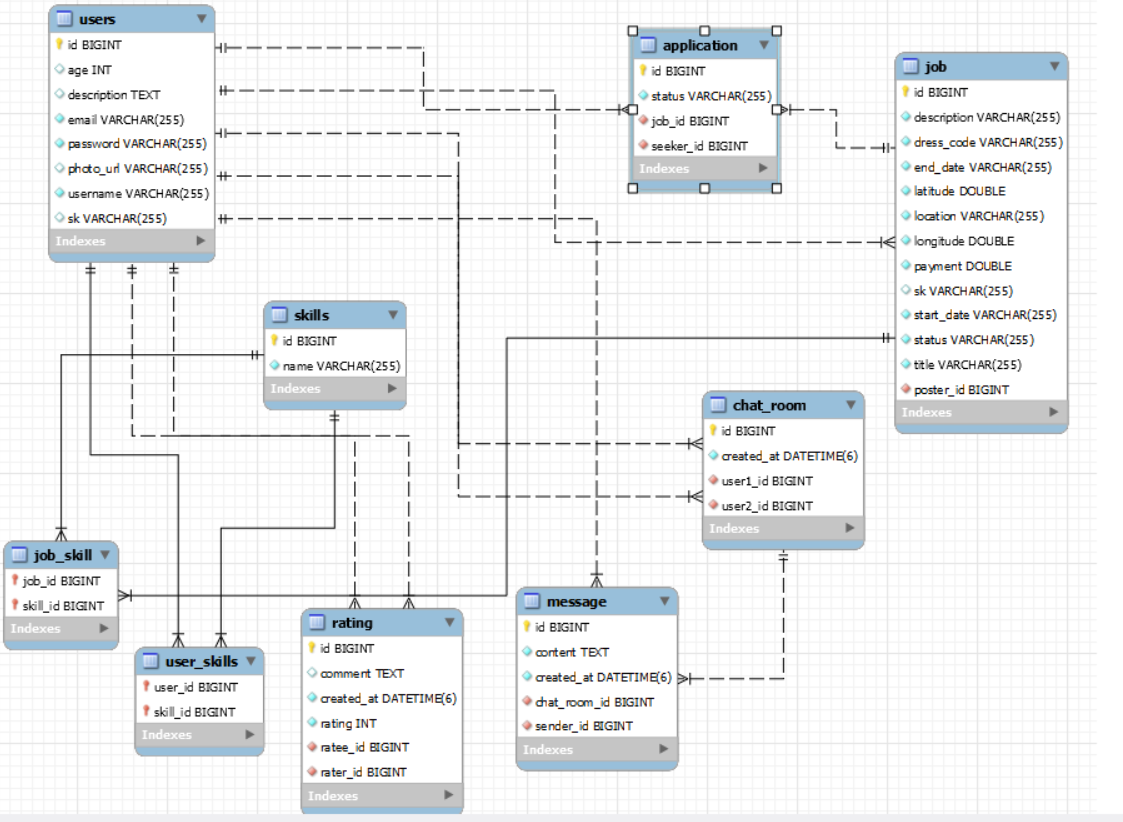 users
id BIGINT
age INT
description TEXT
email VARCHAR(255)
password VARCHAR(255)
photo_url VARCHAR(255)
username VARCHAR(255)
sk VARCHAR(255)
Indexes
application
id BIGINT
status VARCHAR(255)
job_id BIGINT
seeker_id BIGINT
Indexes
job
id BIGINT
description VARCHAR(255)
dress_code VARCHAR(255)
end_date VARCHAR(255)
latitude DOUBLE
location VARCHAR(255)
longitude DOUBLE
payment DOUBLE
sk VARCHAR(255)
start_date VARCHAR(255)
status VARCHAR(255)
title VARCHAR(255)
poster_id BIGINT
Indexes
skills
id BIGINT
name VARCHAR(255)
Indexes
chat_room
id BIGINT
created_at DATETIME(6)
user1_id BIGINT
user2_id BIGINT
Indexes
job_skill
job_id BIGINT
skill_id BIGINT
Indexes
user_skills
user_id BIGINT
skill_id BIGINT
Indexes
rating
id BIGINT
comment TEXT
created_at DATETIME(6)
rating INT
ratee_id BIGINT
rater_id BIGINT
Indexes
message
id BIGINT
content TEXT
created_at DATETIME(6)
chat_room_id BIGINT
sender_id BIGINT
Indexes